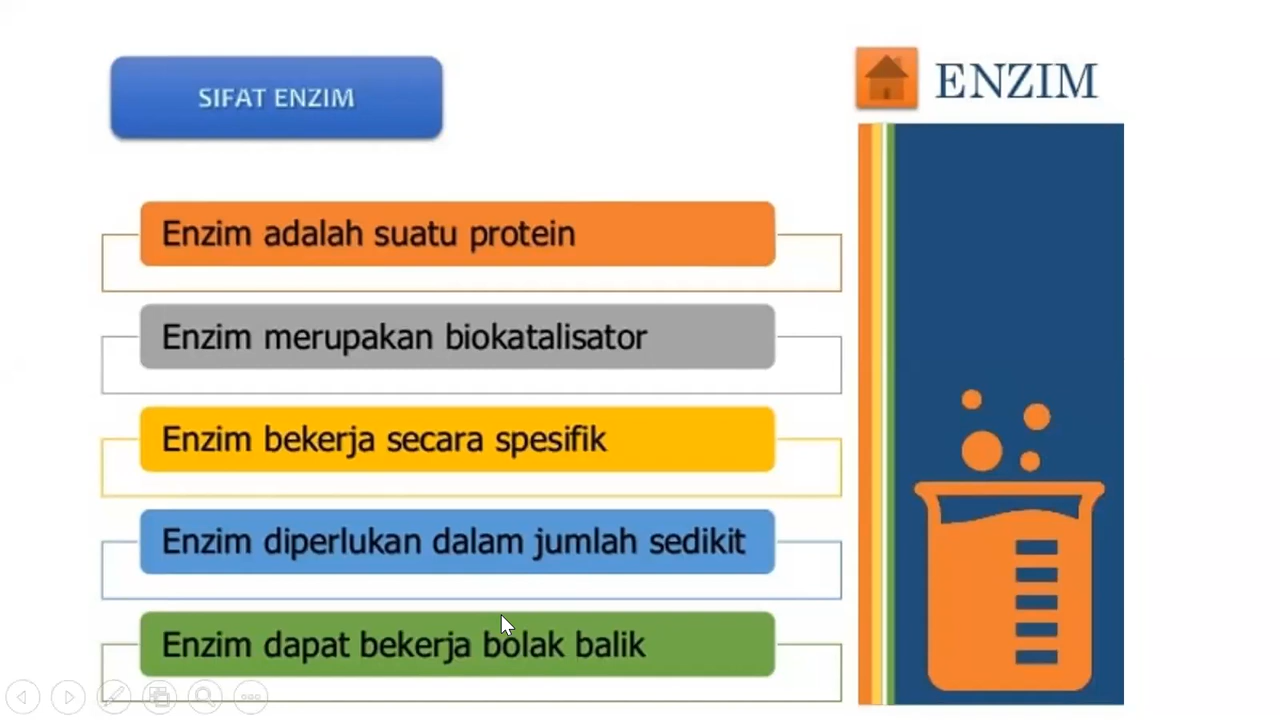 SIFAT ENZIM
ENZIM
Enzim adalah suatu protein
Enzim merupakan biokatalisator
Enzim bekerja secara spesifik
Enzim diperlukan dalam jumlah sedikit
Enzim dapat bekerja bolak balik